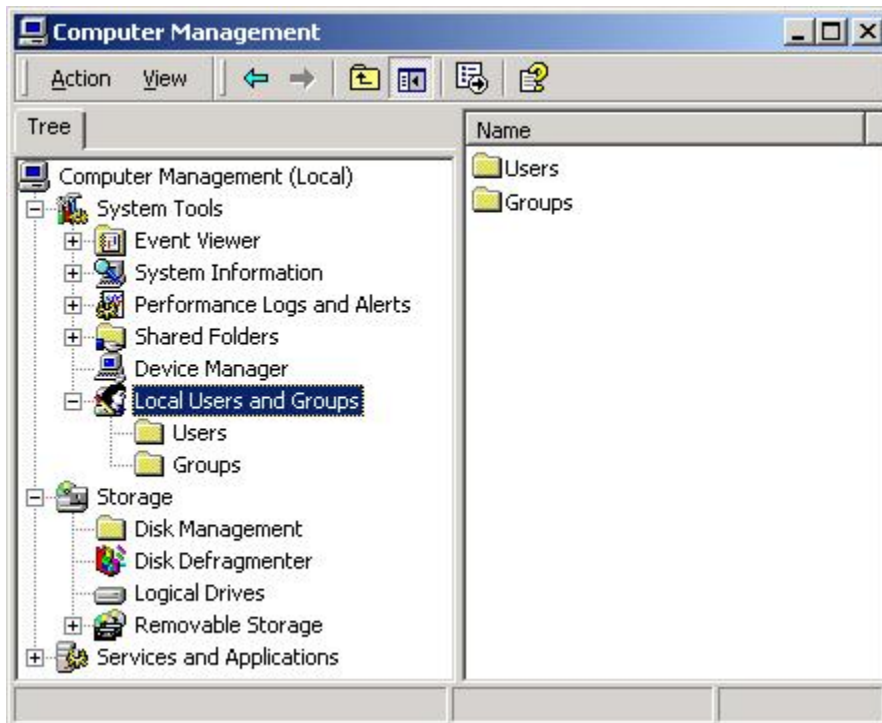 Computer Management
Action View
Tree
Name
Computer Management (Local)
System Tools
Event Viewer
System Information
Performance Logs and Alerts
Shared Folders
Device Manager
Local Users and Groups
Users
Groups
Storage
Disk Management
Disk Defragmenter
Logical Drives
Removable Storage
Services and Applications
Users
Groups